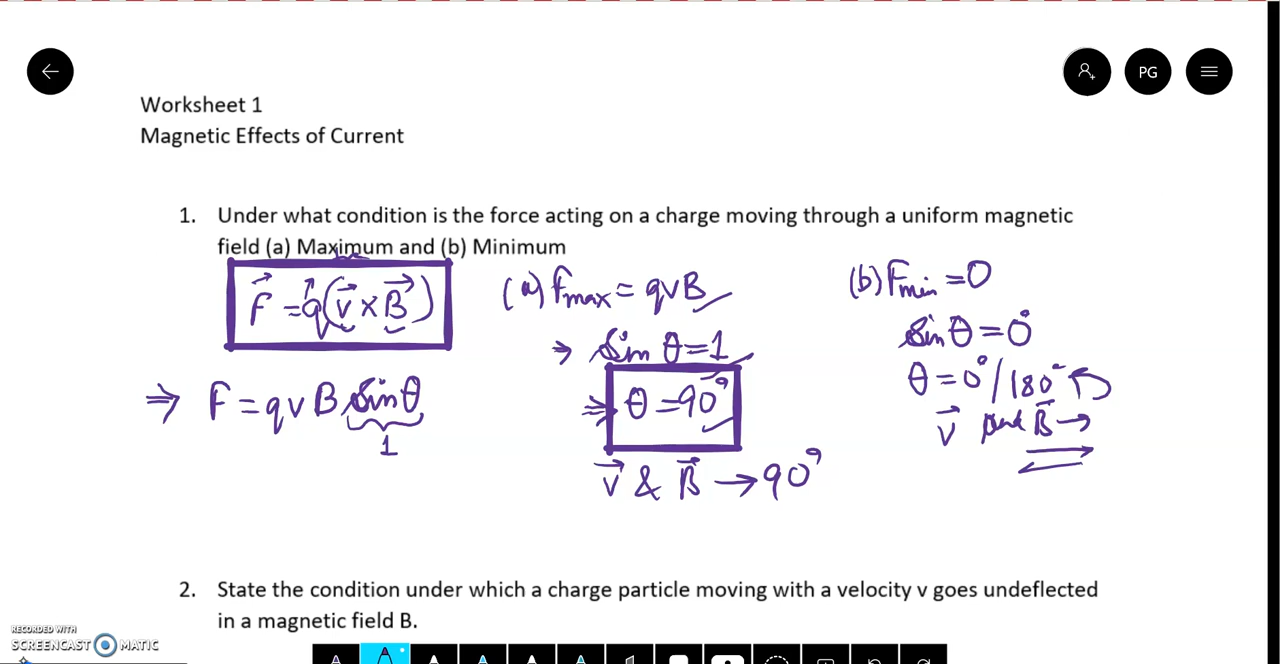 PG
Worksheet 1
Magnetic Effects of Current
1. Under what condition is the force acting on a charge moving through a uniform magnetic
field (a) Maximum and (b) Minimum
F⃗ = q(v⃗ × B⃗)
⇒ F = qvB sinθ
1
(a) Fmax = qvB
⇒ sin θ = 1
⇒ θ = 90°
v⃗ & B⃗ → 90°
(b) Fmin = 0
sin θ = 0°
θ = 0°/180°
v⃗ and B⃗ →
2. State the condition under which a charge particle moving with a velocity v goes undeflected
in a magnetic field B.
RECORDED WITH
SCREENCAST MATIC